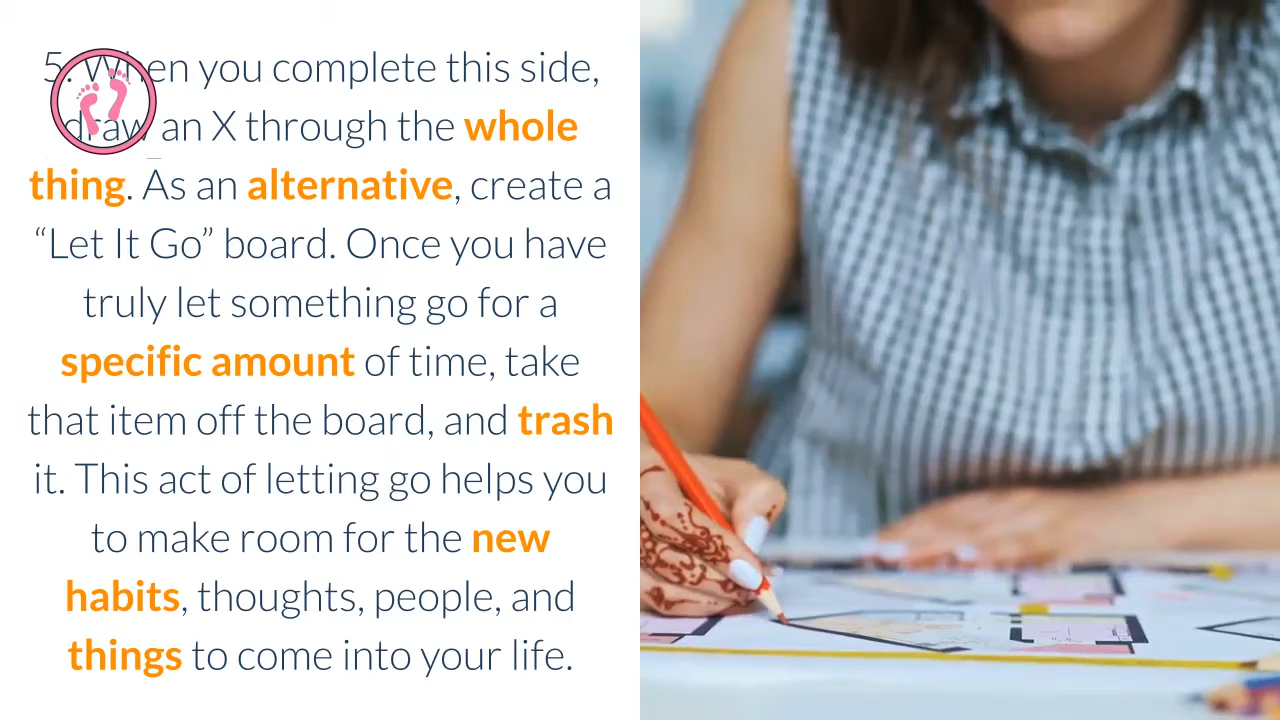 5. When you complete this side,
draw an X through the whole
thing. As an alternative, create a
“Let It Go” board. Once you have
truly let something go for a
specific amount of time, take
that item off the board, and trash
it. This act of letting go helps you
to make room for the new
habits, thoughts, people, and
things to come into your life.